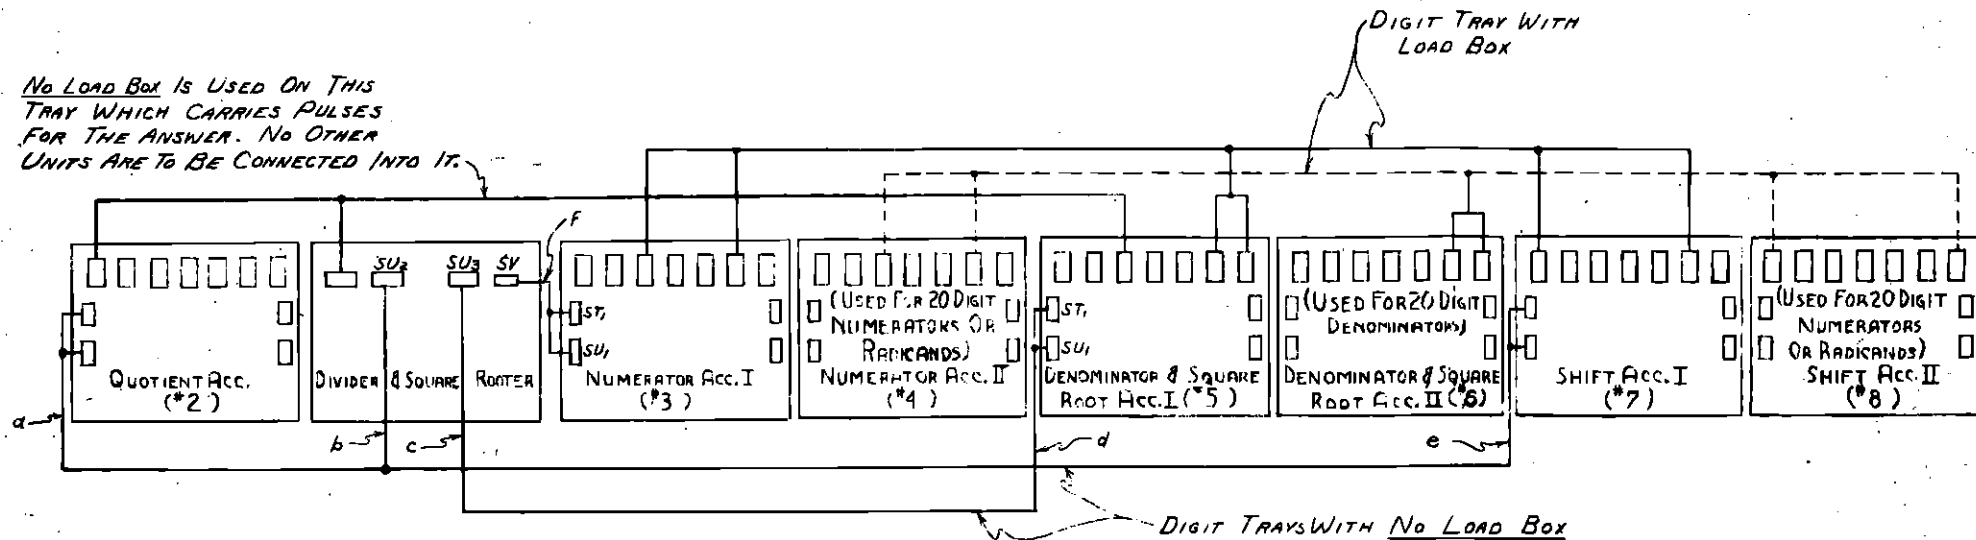 DIGIT TRAY WITH
LOAD BOX
NO LOAD BOX IS USED ON THIS
TRAY WHICH CARRIES PULSES
FOR THE ANSWER. NO OTHER
UNITS ARE TO BE CONNECTED INTO IT.
F
SU2
SU3
SV
ST1
SU1
QUOTIENT ACC.
(#2)
DIVIDER & SQUARE ROOTER
NUMERATOR ACC. I
(#3)
(USED FOR 20 DIGIT
NUMERATORS OR
RADICANDS)
NUMERATOR ACC. II
(#4)
ST1
SU1
DENOMINATOR & SQUARE
ROOT ACC. I (#5)
(USED FOR 20 DIGIT
DENOMINATORS)
DENOMINATOR & SQUARE
ROOT ACC. II (#6)
SHIFT ACC. I
(#7)
(USED FOR 20 DIGIT
NUMERATORS
OR RADICANDS)
SHIFT ACC. II
(#8)
a
b
c
d
e
DIGIT TRAYS WITH NO LOAD BOX